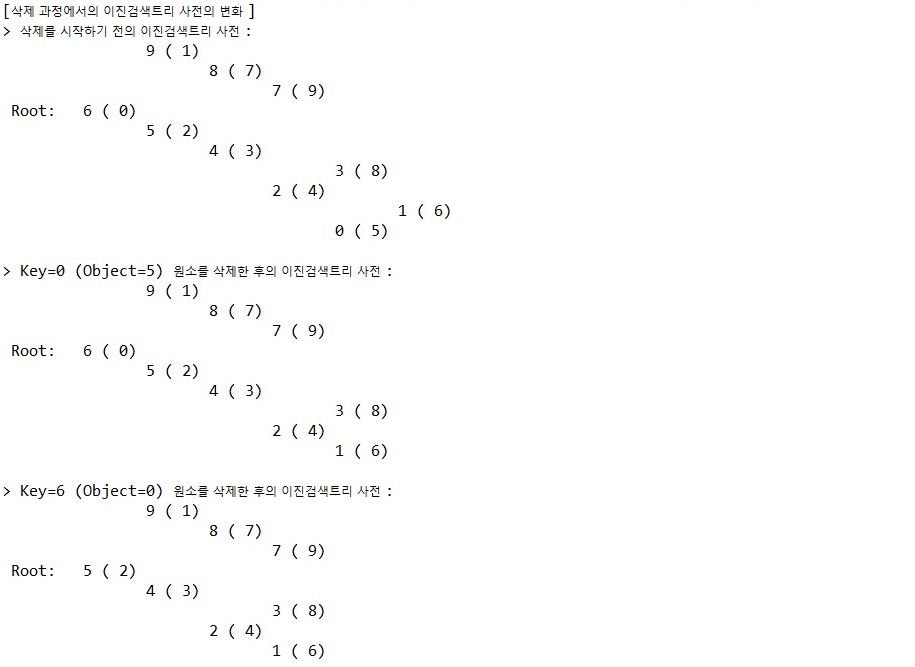 [삭제 과정에서의 이진검색트리 사전의 변화 ]
> 삭제를 시작하기 전의 이진검색트리 사전 :
9 ( 1)
8 ( 7)
7 ( 9)
Root: 6 ( 0)
5 ( 2)
4 ( 3)
3 ( 8)
2 ( 4)
1 ( 6)
0 ( 5)
> Key=0 (Object=5) 원소를 삭제한 후의 이진검색트리 사전 :
9 ( 1)
8 ( 7)
7 ( 9)
Root: 6 ( 0)
5 ( 2)
4 ( 3)
3 ( 8)
2 ( 4)
1 ( 6)
> Key=6 (Object=0) 원소를 삭제한 후의 이진검색트리 사전 :
9 ( 1)
8 ( 7)
7 ( 9)
Root: 5 ( 2)
4 ( 3)
3 ( 8)
2 ( 4)
1 ( 6)